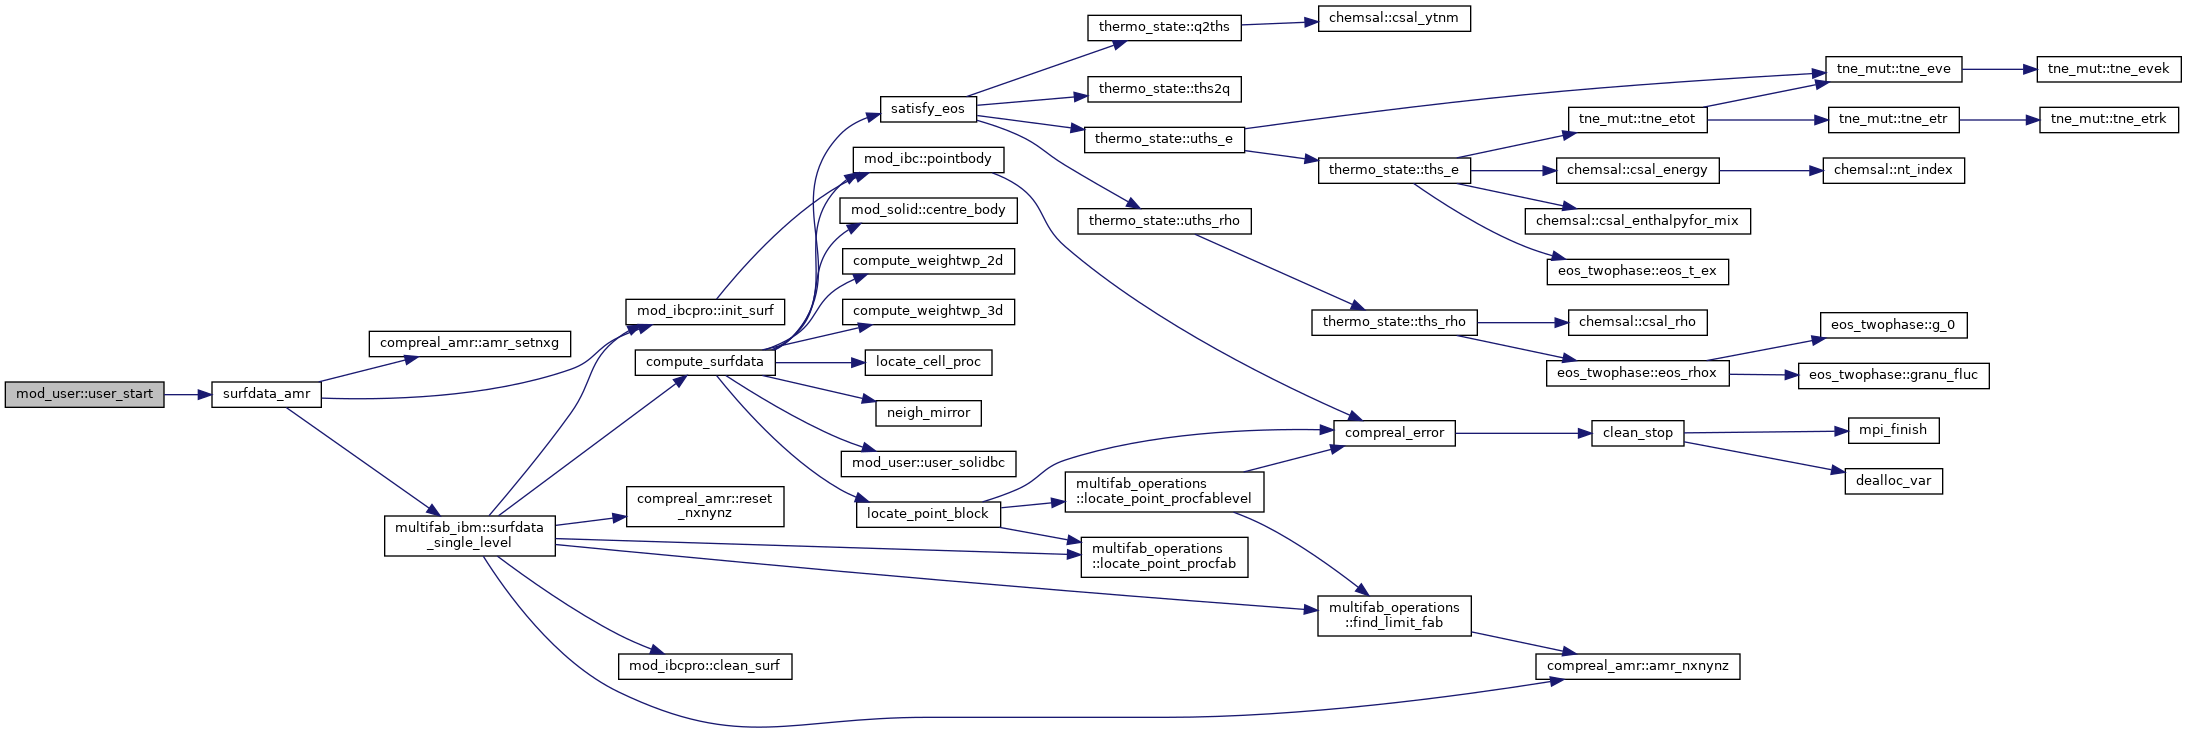 mod_user::user_start
surfdata_amr
compreal_amr::amr_setnxg
multifab_ibm::surfdata
_single_level
mod_ibcpro::init_surf
compute_surfdata
compreal_amr::reset
_nxnynz
mod_ibcpro::clean_surf
satisfy_eos
mod_ibc::pointbody
mod_solid::centre_body
compute_weightwp_2d
compute_weightwp_3d
locate_cell_proc
neigh_mirror
mod_user::user_solidbc
locate_point_block
thermo_state::q2ths
thermo_state::ths2q
thermo_state::uths_e
thermo_state::uths_rho
multifab_operations
::locate_point_procfablevel
multifab_operations
::locate_point_procfab
chemsal::csal_ytnm
thermo_state::ths_e
thermo_state::ths_rho
compreal_error
multifab_operations
::find_limit_fab
tne_mut::tne_etot
chemsal::csal_energy
chemsal::csal_enthalpyfor_mix
eos_twophase::eos_t_ex
chemsal::csal_rho
eos_twophase::eos_rhox
clean_stop
compreal_amr::amr_nxnynz
tne_mut::tne_eve
tne_mut::tne_etr
chemsal::nt_index
eos_twophase::g_0
eos_twophase::granu_fluc
mpi_finish
dealloc_var
tne_mut::tne_evek
tne_mut::tne_etrk